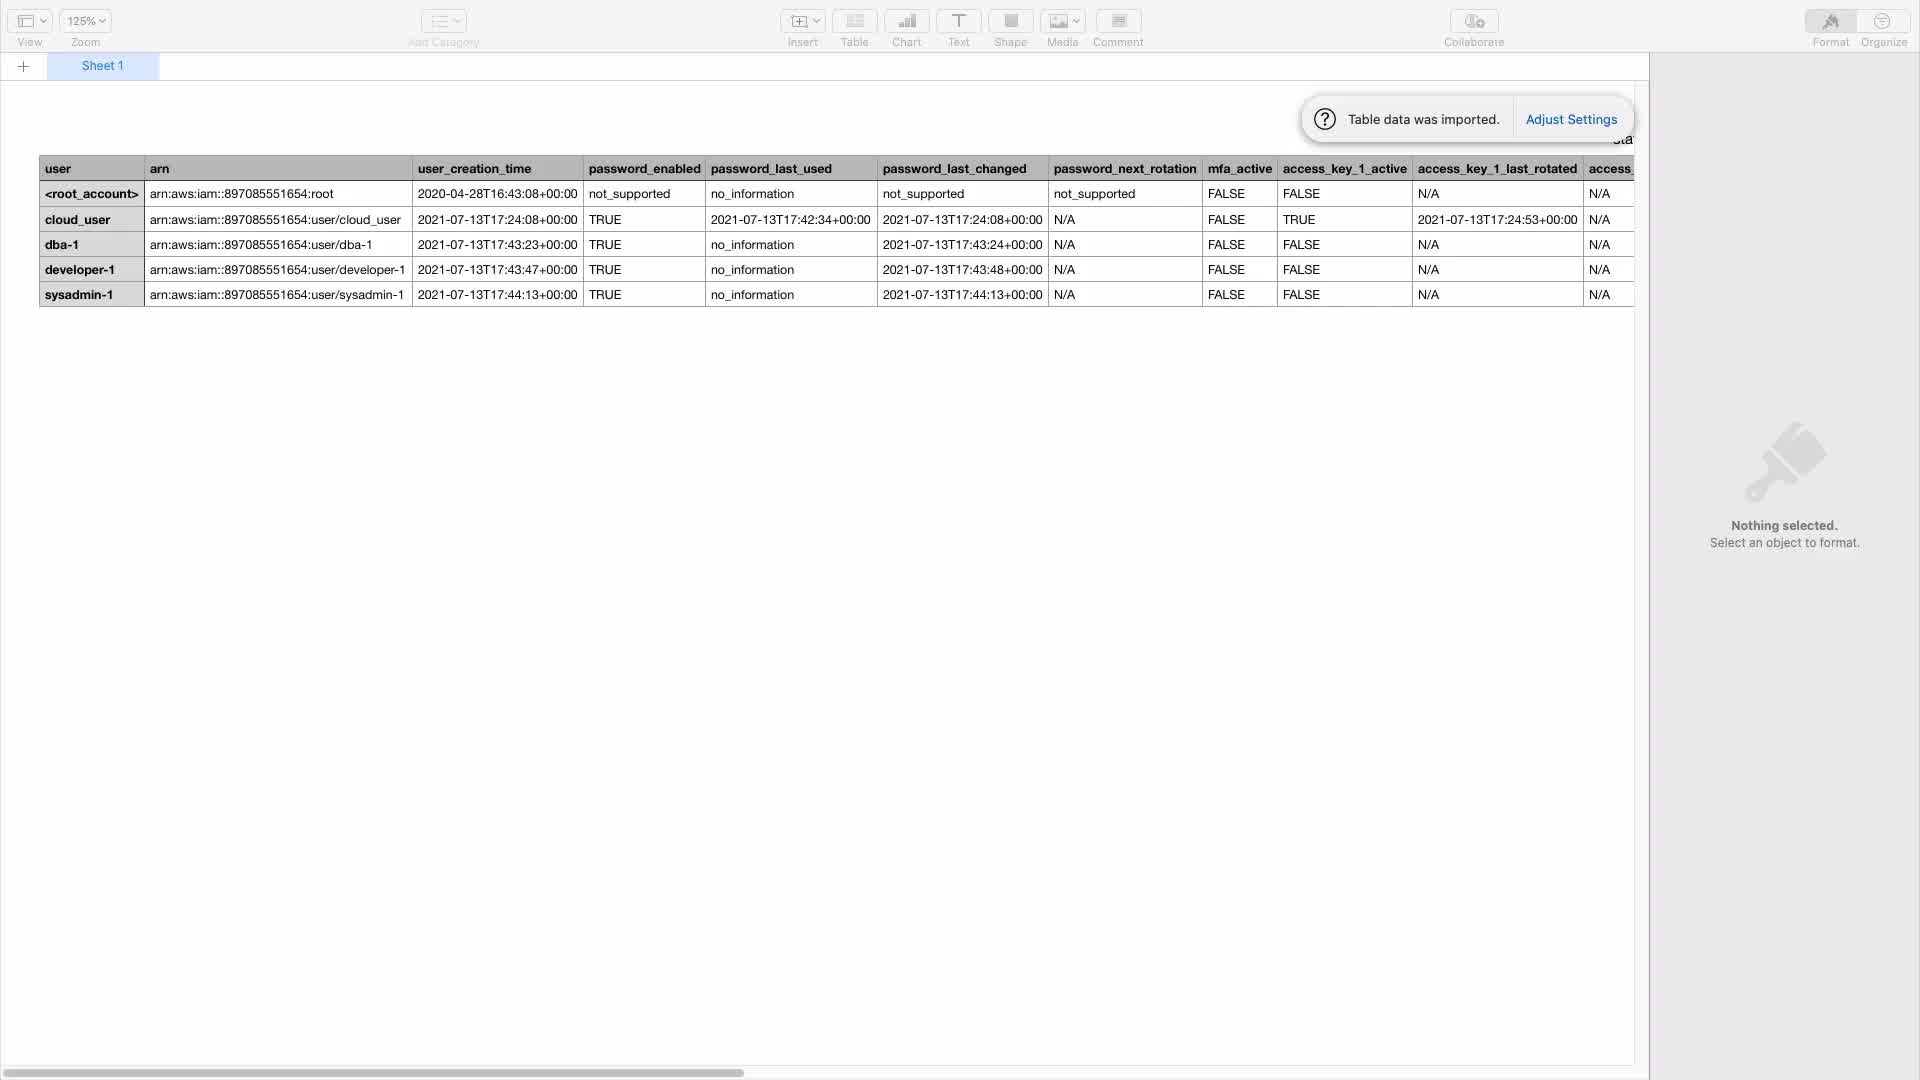 125%
View Zoom Add Category Insert Table Chart Text Shape Media Comment Collaborate Format Organize
Sheet 1
Table data was imported. Adjust Settings
user arn user_creation_time password_enabled password_last_used password_last_changed password_next_rotation mfa_active access_key_1_active access_key_1_last_rotated access_
<root_account> arn:aws:iam::897085551654:root 2020-04-28T16:43:08+00:00 not_supported no_information not_supported not_supported FALSE FALSE N/A N/A
cloud_user arn:aws:iam::897085551654:user/cloud_user 2021-07-13T17:24:08+00:00 TRUE 2021-07-13T17:42:34+00:00 2021-07-13T17:24:08+00:00 N/A FALSE TRUE 2021-07-13T17:24:53+00:00 N/A
dba-1 arn:aws:iam::897085551654:user/dba-1 2021-07-13T17:43:23+00:00 TRUE no_information 2021-07-13T17:43:24+00:00 N/A FALSE FALSE N/A N/A
developer-1 arn:aws:iam::897085551654:user/developer-1 2021-07-13T17:43:47+00:00 TRUE no_information 2021-07-13T17:43:48+00:00 N/A FALSE FALSE N/A N/A
sysadmin-1 arn:aws:iam::897085551654:user/sysadmin-1 2021-07-13T17:44:13+00:00 TRUE no_information 2021-07-13T17:44:13+00:00 N/A FALSE FALSE N/A N/A
Nothing selected.
Select an object to format.